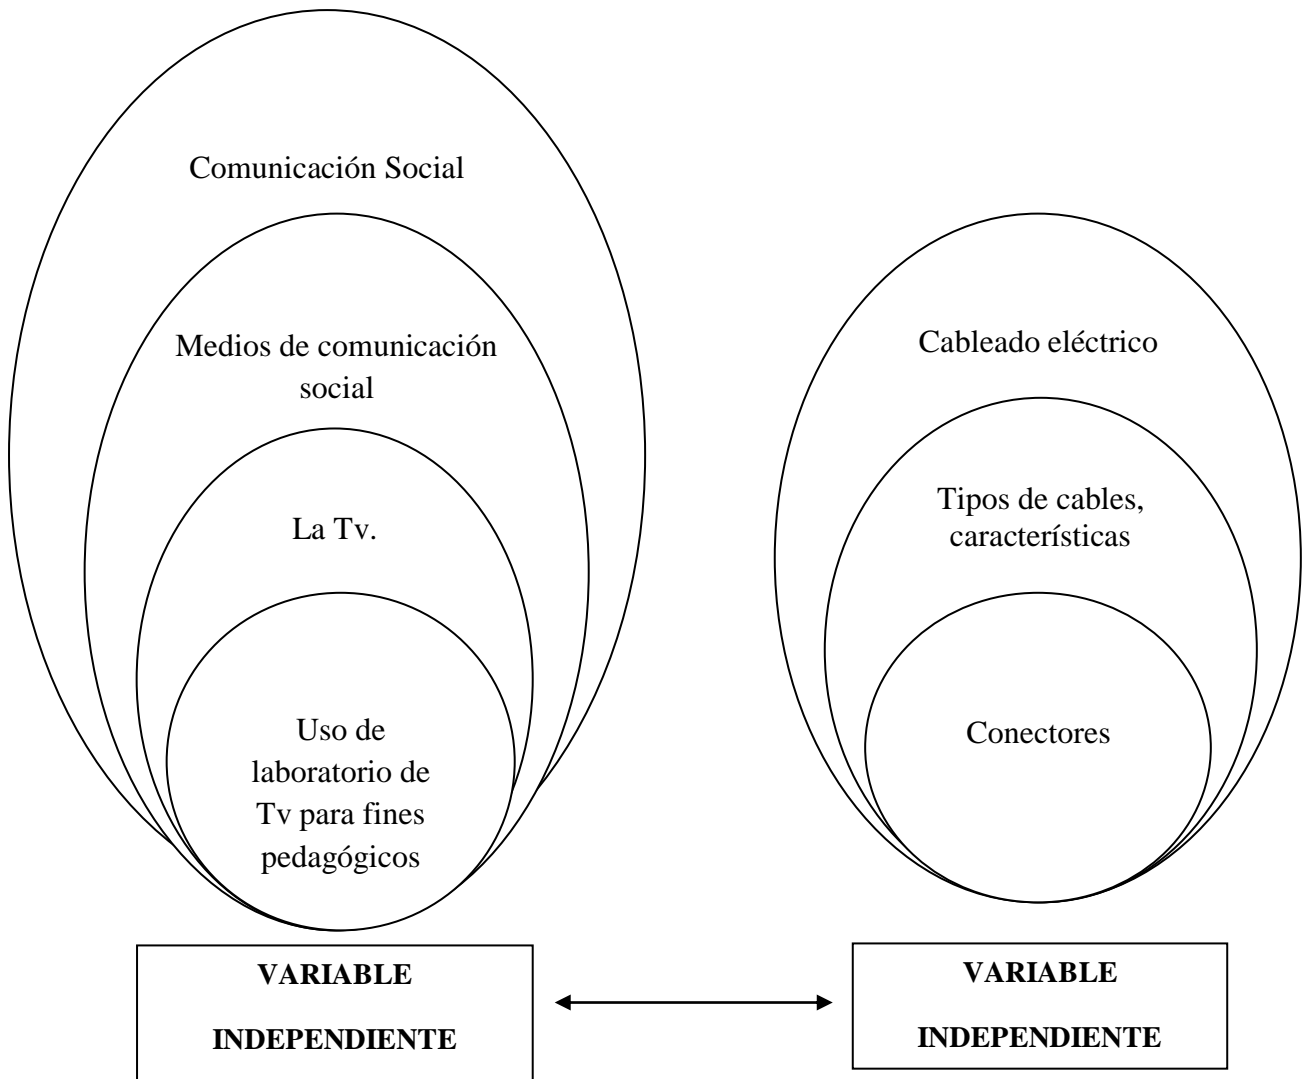 Comunicación Social
Medios de comunicación
social
La Tv.
Uso de
laboratorio de
Tv para fines
pedagógicos
VARIABLE
INDEPENDIENTE
Cableado eléctrico
Tipos de cables,
característicias
Conectores
VARIABLE
INDEPENDIENTE